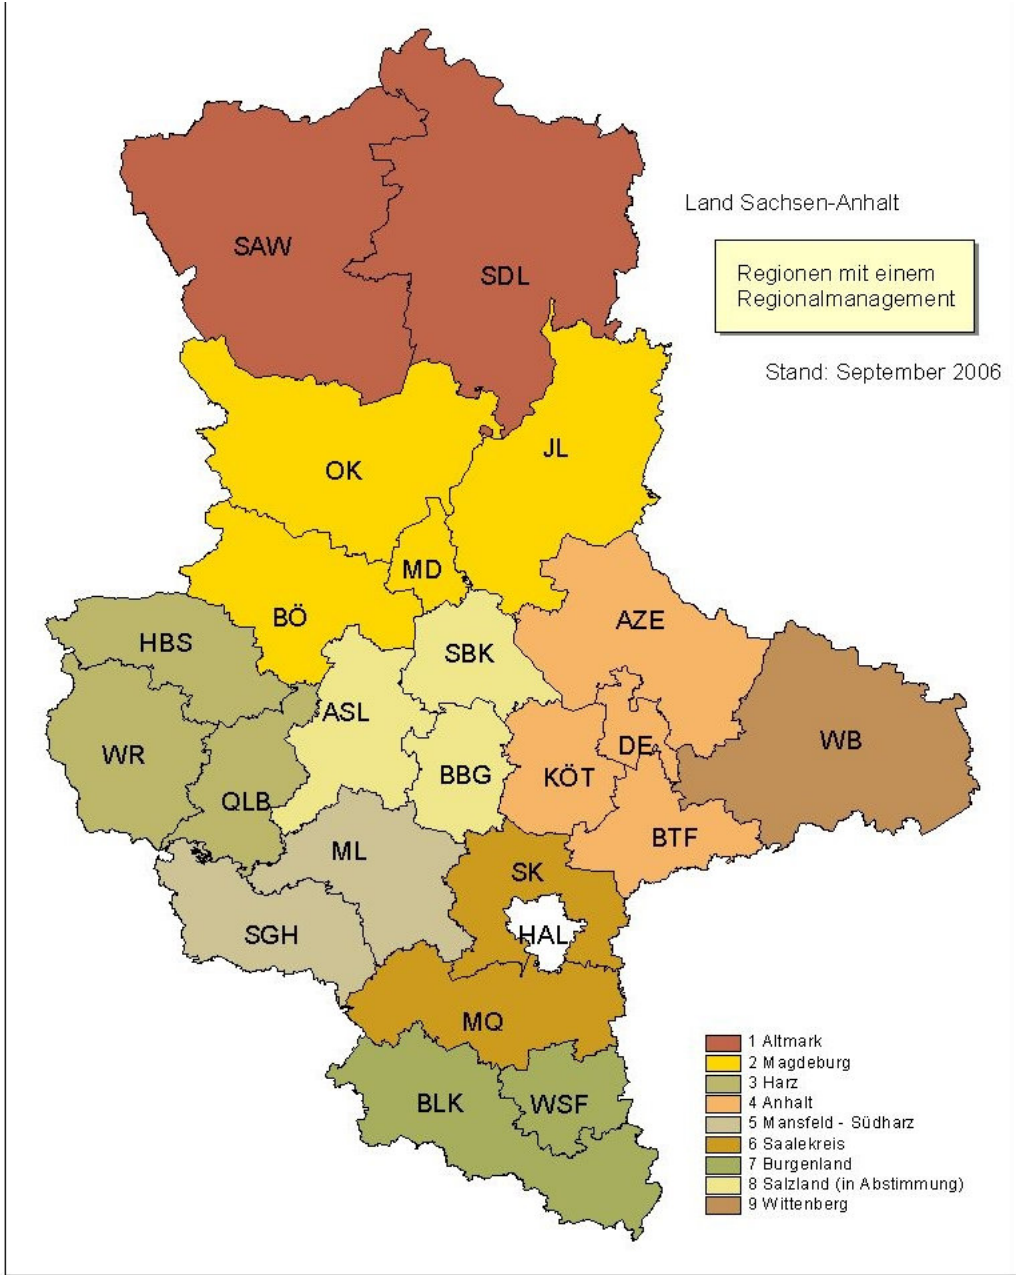 Land Sachsen-Anhalt
Regionen mit einem
Regionalmanagement
Stand: September 2006
SAW
SDL
OK
JL
MD
BÖ
AZE
HBS
SBK
ASL
WR
DE
WB
BBG
KÖT
QLB
BTF
ML
SK
SGH
HAL
MQ
BLK
WSF
1 Altmark
2 Magdeburg
3 Harz
4 Anhalt
5 Mansfeld - Südharz
6 Saalekreis
7 Burgenland
8 Salzland (in Abstimmung)
9 Wittenberg